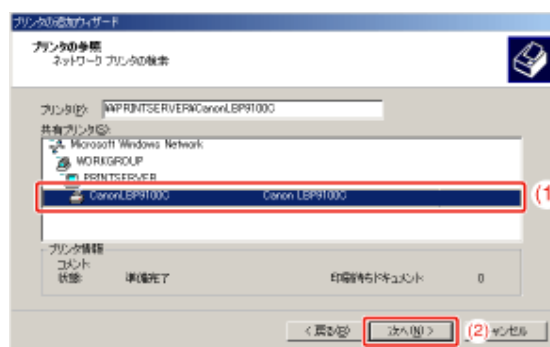 プリンタの追加ウィザード
プリンタの参照
ネットワーク プリンタの検索
プリンタ(P): ¥¥PRINTSERVER¥CanonLBP9100C
共有プリンタ(S):
Microsoft Windows Network
WORKGROUP
PRINTSERVER
CanonLBP9100C Canon LBP9100C
(1
プリンタ情報
コメント:
状態: 準備完了 印刷待ちドキュメント: 0
< 戻る(B) 次へ(N) > (2) ャンセル